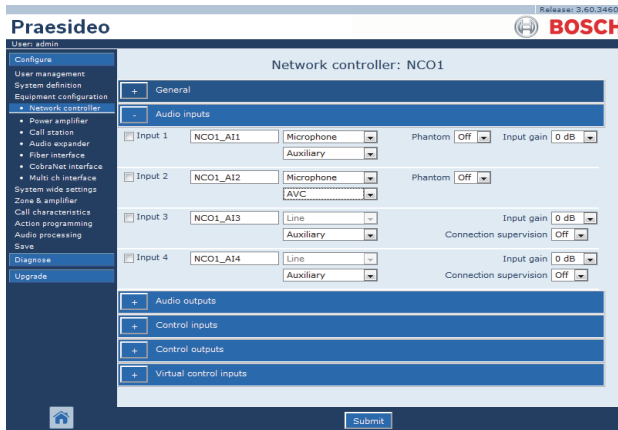 Release: 3.60.3460
Praesideo
BOSCH
User: admin
Configure
User management
System definition
Equipment configuration
• Network controller
• Power amplifier
• Call station
• Audio expander
• Fiber interface
• CobraNet interface
• Multi ch interface
System wide settings
Zone & amplifier
Call characteristics
Action programming
Audio processing
Save
Diagnose
Upgrade
Network controller: NCO1
+ General
- Audio inputs
Input 1 NCO1_AI1 Microphone Phantom Off Input gain 0 dB
Auxiliary
Input 2 NCO1_AI2 Microphone Phantom Off
AVC
Input 3 NCO1_AI3 Line Input gain 0 dB
Auxiliary Connection supervision Off
Input 4 NCO1_AI4 Line Input gain 0 dB
Auxiliary Connection supervision Off
+ Audio outputs
+ Control inputs
+ Control outputs
+ Virtual control inputs
Submit